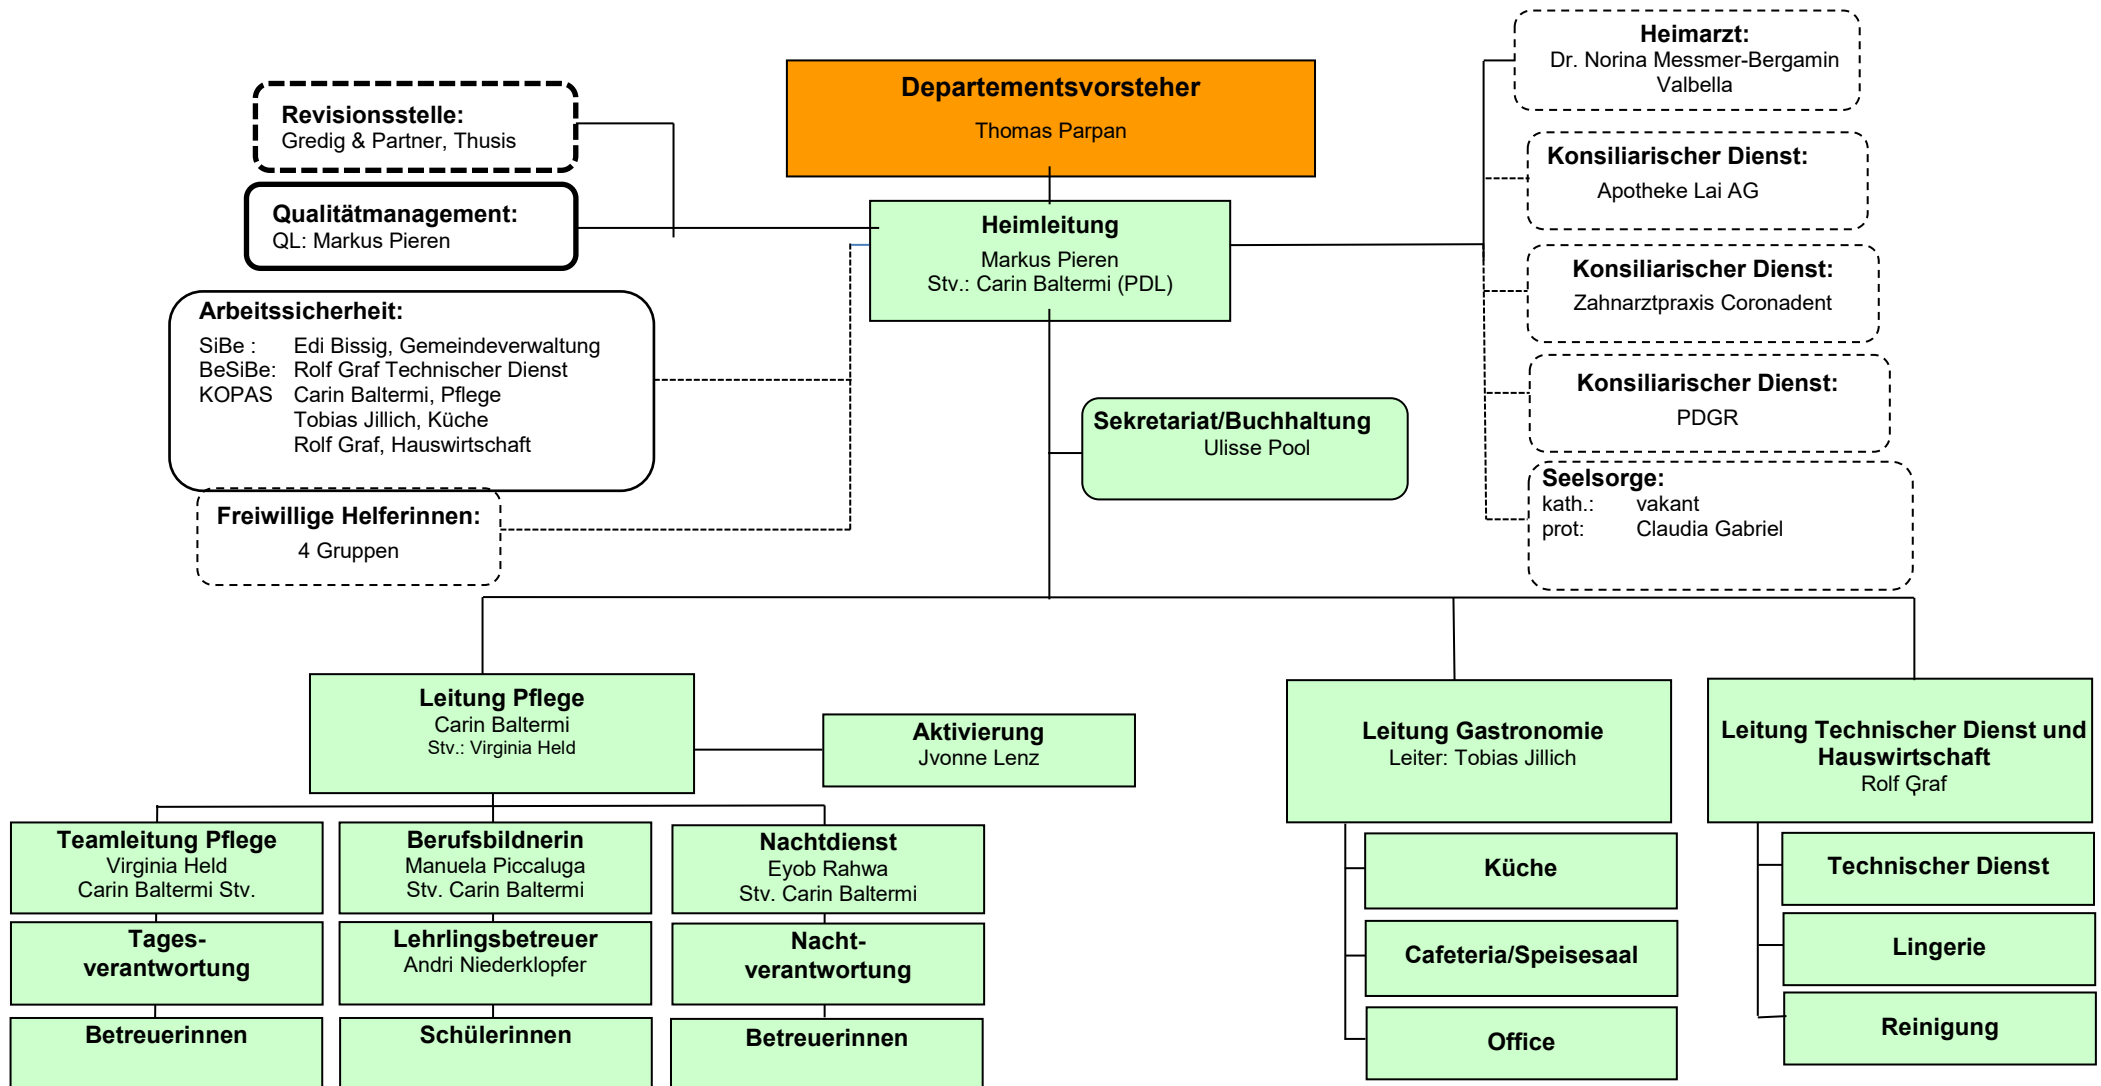 Departementsvorsteher
Thomas Parpan
Revisionsstelle:
Gredig & Partner, Thusis
Qualitätmanagement:
QL: Markus Pieren
Heimleitung
Markus Pieren
Stv.: Carin Baltermi (PDL)
Arbeitssicherheit:
SiBe : Edi Bissig, Gemeindeverwaltung
BeSiBe: Rolf Graf Technischer Dienst
KOPAS Carin Baltermi, Pflege
Tobias Jillich, Küche
Rolf Graf, Hauswirtschaft
Freiwillige Helferinnen:
4 Gruppen
Heimarzt:
Dr. Norina Messmer-Bergamin
Valbella
Konsiliarischer Dienst:
Apotheke Lai AG
Konsiliarischer Dienst:
Zahnarztpraxis Coronadent
Konsiliarischer Dienst:
PDGR
Seelsorge:
kath.: vakant
prot: Claudia Gabriel
Sekretariat/Buchhaltung
Ulisse Pool
Leitung Pflege
Carin Baltermi
Stv.: Virginia Held
Aktivierung
Jvonne Lenz
Leitung Gastronomie
Leiter: Tobias Jillich
Leitung Technischer Dienst und
Hauswirtschaft
Rolf Graf
Teamleitung Pflege
Virginia Held
Carin Baltermi Stv.
Berufsbildnerin
Manuela Piccaluga
Stv. Carin Baltermi
Nachtdienst
Eyob Rahwa
Stv. Carin Baltermi
Tages-
verantwortung
Lehrlingsbetreuer
Andri Niederklopfer
Nacht-
verantwortung
Betreuerinnen
Schülerinnen
Betreuerinnen
Küche
Cafeteria/Speisesaal
Office
Technischer Dienst
Lingerie
Reinigung